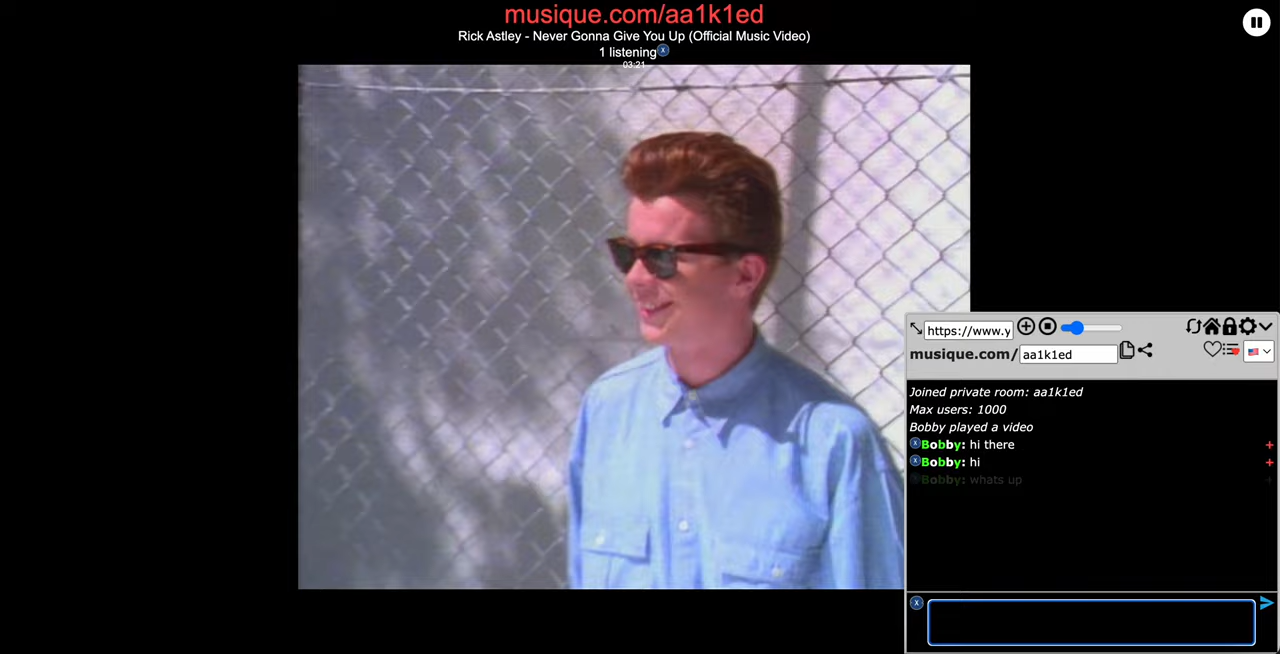 musique.com/aa1k1ed
Rick Astley - Never Gonna Give You Up (Official Music Video)
1 listening
03:21
https://www.y
musique.com/ aa1k1ed
Joined private room: aa1k1ed
Max users: 1000
Bobby played a video
Bobby: hi there +
Bobby: hi +
Bobby: whats up +